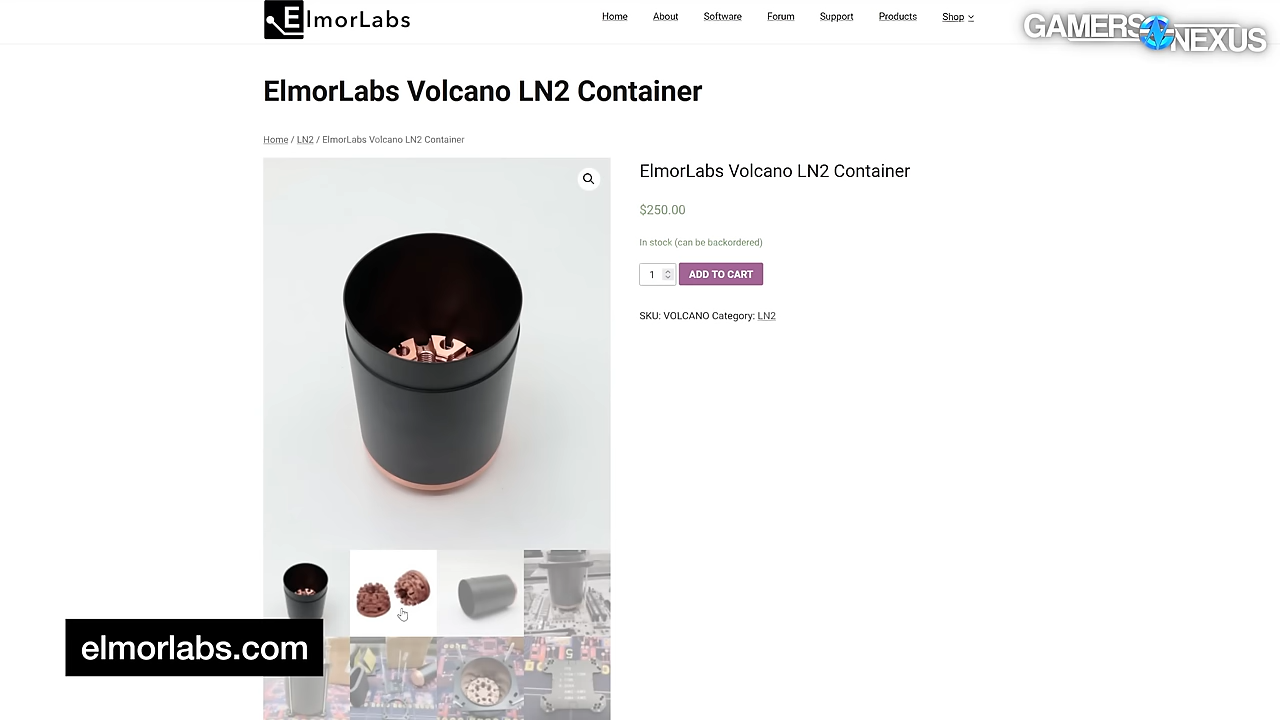 ElmorLabs
Home
About
Software
Forum
Support
Products
Shop
GAMERS NEXUS
ElmorLabs Volcano LN2 Container
Home / LN2 / ElmorLabs Volcano LN2 Container
ElmorLabs Volcano LN2 Container
$250.00
In stock (can be backordered)
1
ADD TO CART
SKU: VOLCANO Category: LN2
elmorlabs.com